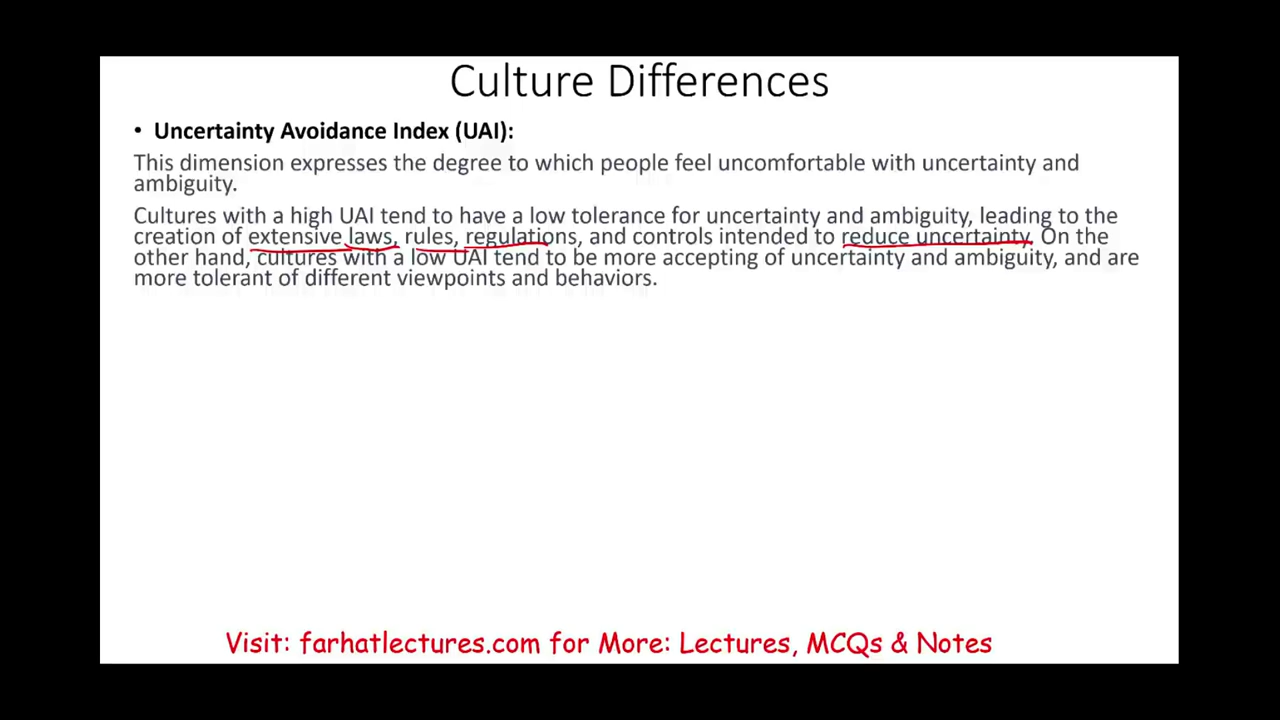 Culture Differences
• Uncertainty Avoidance Index (UAI):
This dimension expresses the degree to which people feel uncomfortable with uncertainty and
ambiguity.
Cultures with a high UAI tend to have a low tolerance for uncertainty and ambiguity, leading to the
creation of extensive laws, rules, regulations, and controls intended to reduce uncertainty. On the
other hand, cultures with a low UAI tend to be more accepting of uncertainty and ambiguity, and are
more tolerant of different viewpoints and behaviors.
Visit: farhatlectures.com for More: Lectures, MCQs & Notes